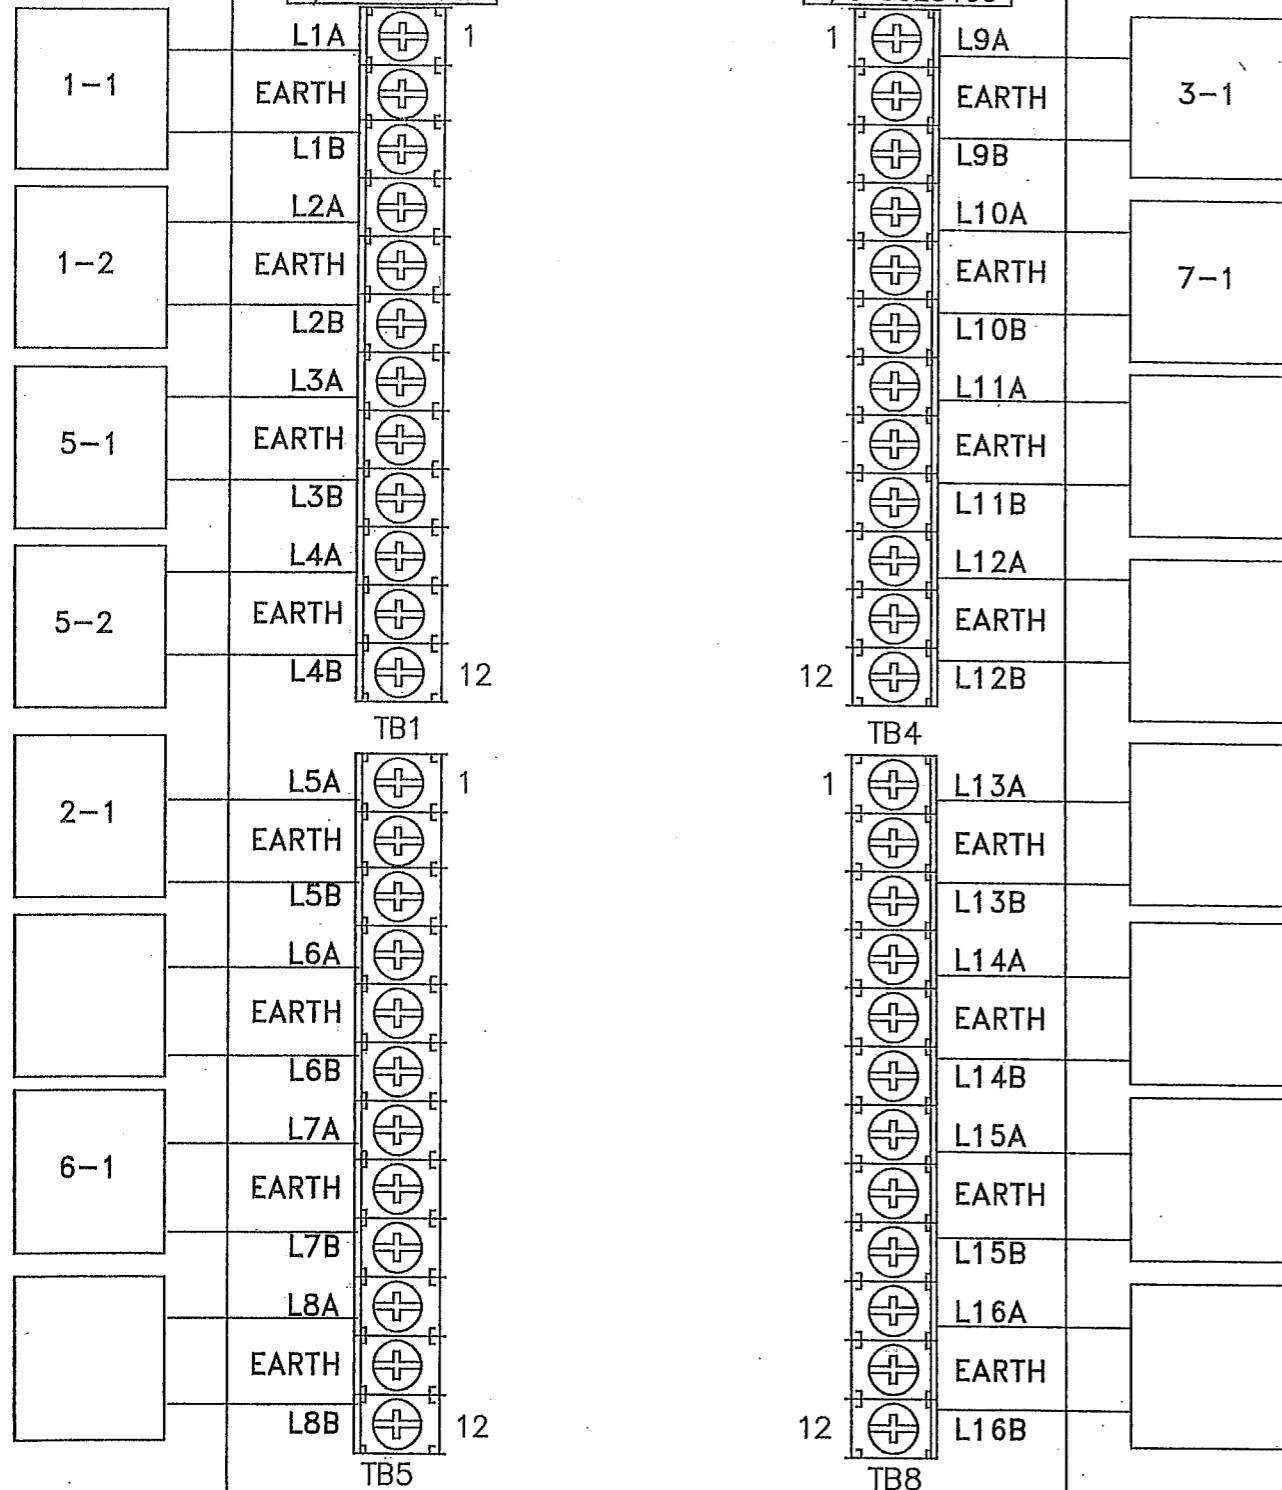 L1A 1
1-1 EARTH
L1B
L2A
1-2 EARTH
L2B
L3A
5-1 EARTH
L3B
L4A
5-2 EARTH
L4B 12
TB1
L5A 1
2-1 EARTH
L5B
L6A
EARTH
L6B
L7A
6-1 EARTH
L7B
L8A
EARTH
L8B 12
TB5
1 L9A
EARTH 3-1
L9B
L10A
EARTH 7-1
L10B
L11A
EARTH
L11B
L12A
EARTH
12 L12B
TB4
1 L13A
EARTH
L13B
L14A
EARTH
L14B
L15A
EARTH
L15B
L16A
EARTH
12 L16B
TB8